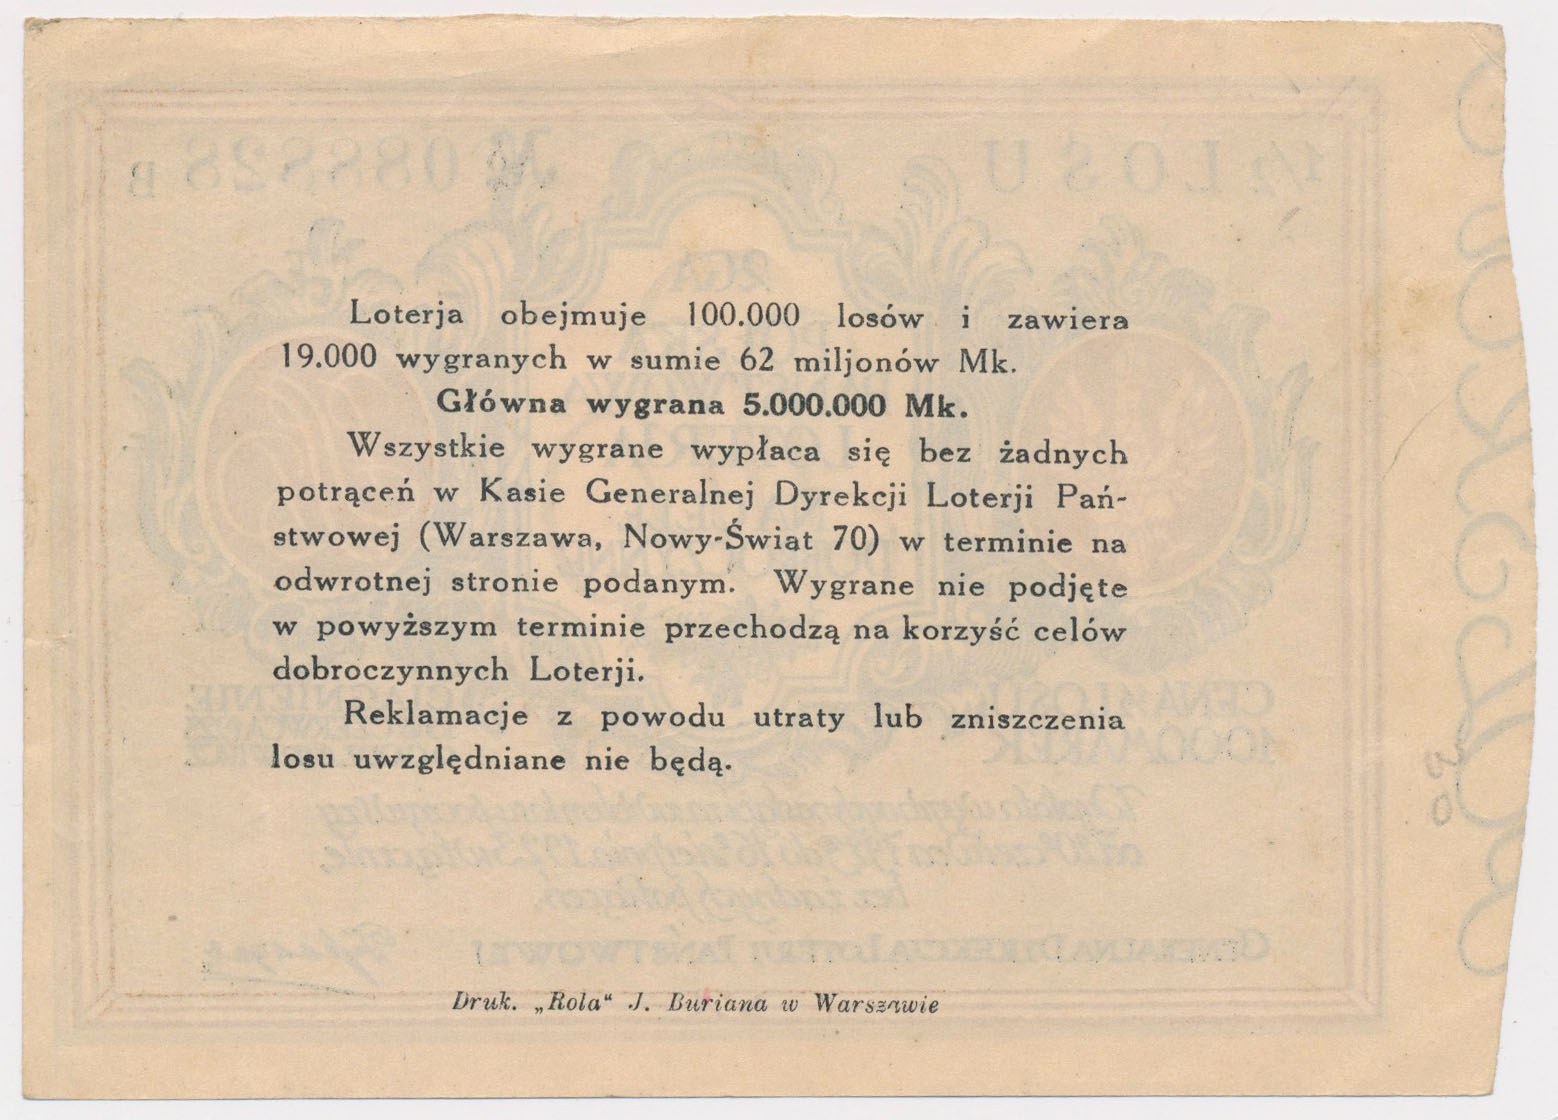 Loterja obejmuje 100.000 losów i zawiera
19.000 wygranych w sumie 62 miljonów Mk.
Główna wygrana 5.000.000 Mk.
Wszystkie wygrane wypłaca się bez żadnych
potrąceń w Kasie Generalnej Dyrekcji Loterji Pań-
stwowej (Warszawa, Nowy-Świat 70) w terminie na
odwrotnej stronie podanym. Wygrane nie podjęte
w powyższym terminie przechodzą na korzyść celów
dobroczynnych Loterji.
Reklamacje z powodu utraty lub zniszczenia
losu uwzględniane nie będą.
Druk. „Rola“ J. Buriana w Warszawie